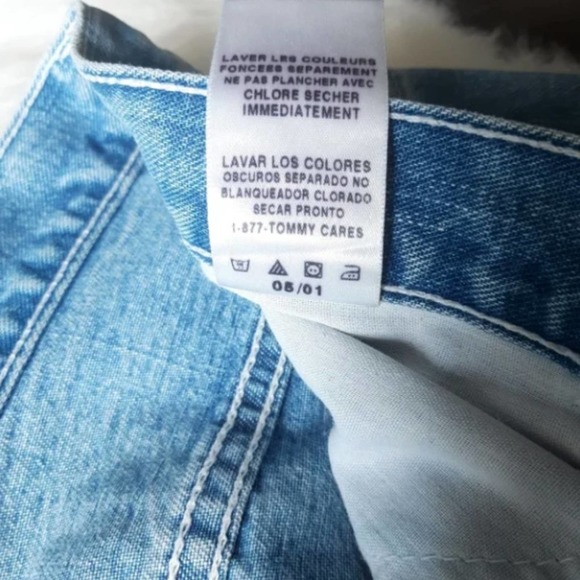 LAVER LES COULEURS
FONCEES SEPAREMENT
NE PAS PLANCHER AVEC
CHLORE SECHER
IMMEDIATEMENT
LAVAR LOS COLORES
OSCUROS SEPARADO NO
BLANQUEADOR CLORADO
SECAR PRONTO
1-877-TOMMY CARES
05/01